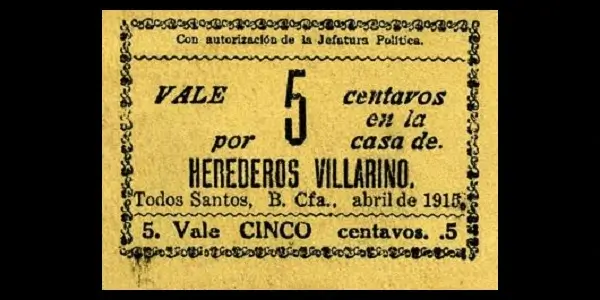 Con autorización de la Jefatura Política.
VALE 5 centavos
en la
por casa de.
HEREDEROS VILLARINO.
Todos Santos, B. Cfa., abril de 1915.
5. Vale CINCO centavos. .5